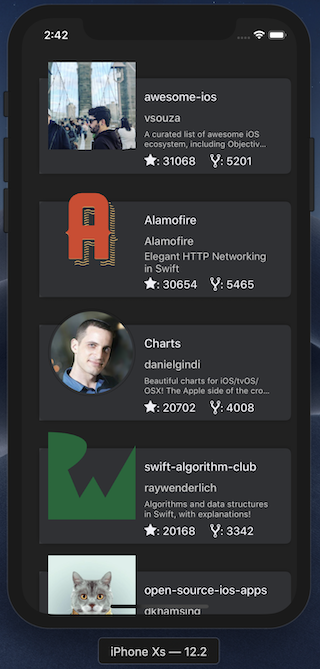 2:42
awesome-ios
vsouza
A curated list of awesome iOS
ecosystem, including Objectiv...
: 31068 : 5201
A
Alamofire
Alamofire
Elegant HTTP Networking
in Swift
: 30654 : 5465
Charts
danielgindi
Beautiful charts for iOS/tvOS/
OSX! The Apple side of the cro...
: 20702 : 4008
swift-algorithm-club
raywenderlich
Algorithms and data structures
in Swift, with explanations!
: 20168 : 3342
open-source-ios-apps
dkhamsing
iPhone Xs — 12.2